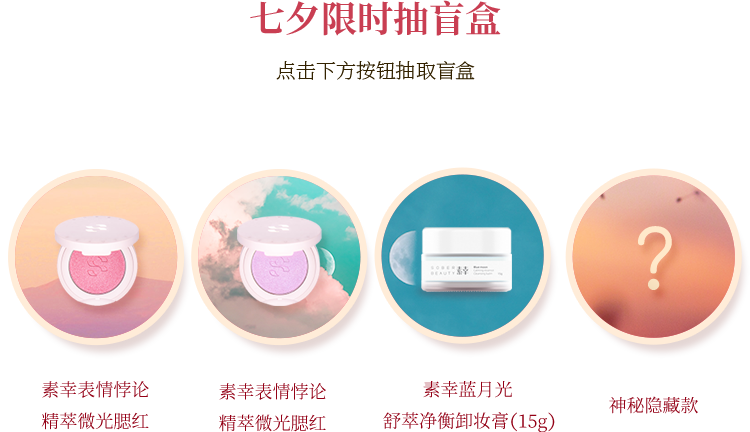 七夕限时抽盲盒
点击下方按钮抽取盲盒
素幸表情悖论
精萃微光腮红
素幸表情悖论
精萃微光腮红
素幸蓝月光
舒萃净衡卸妆膏(15g)
神秘隐藏款
?